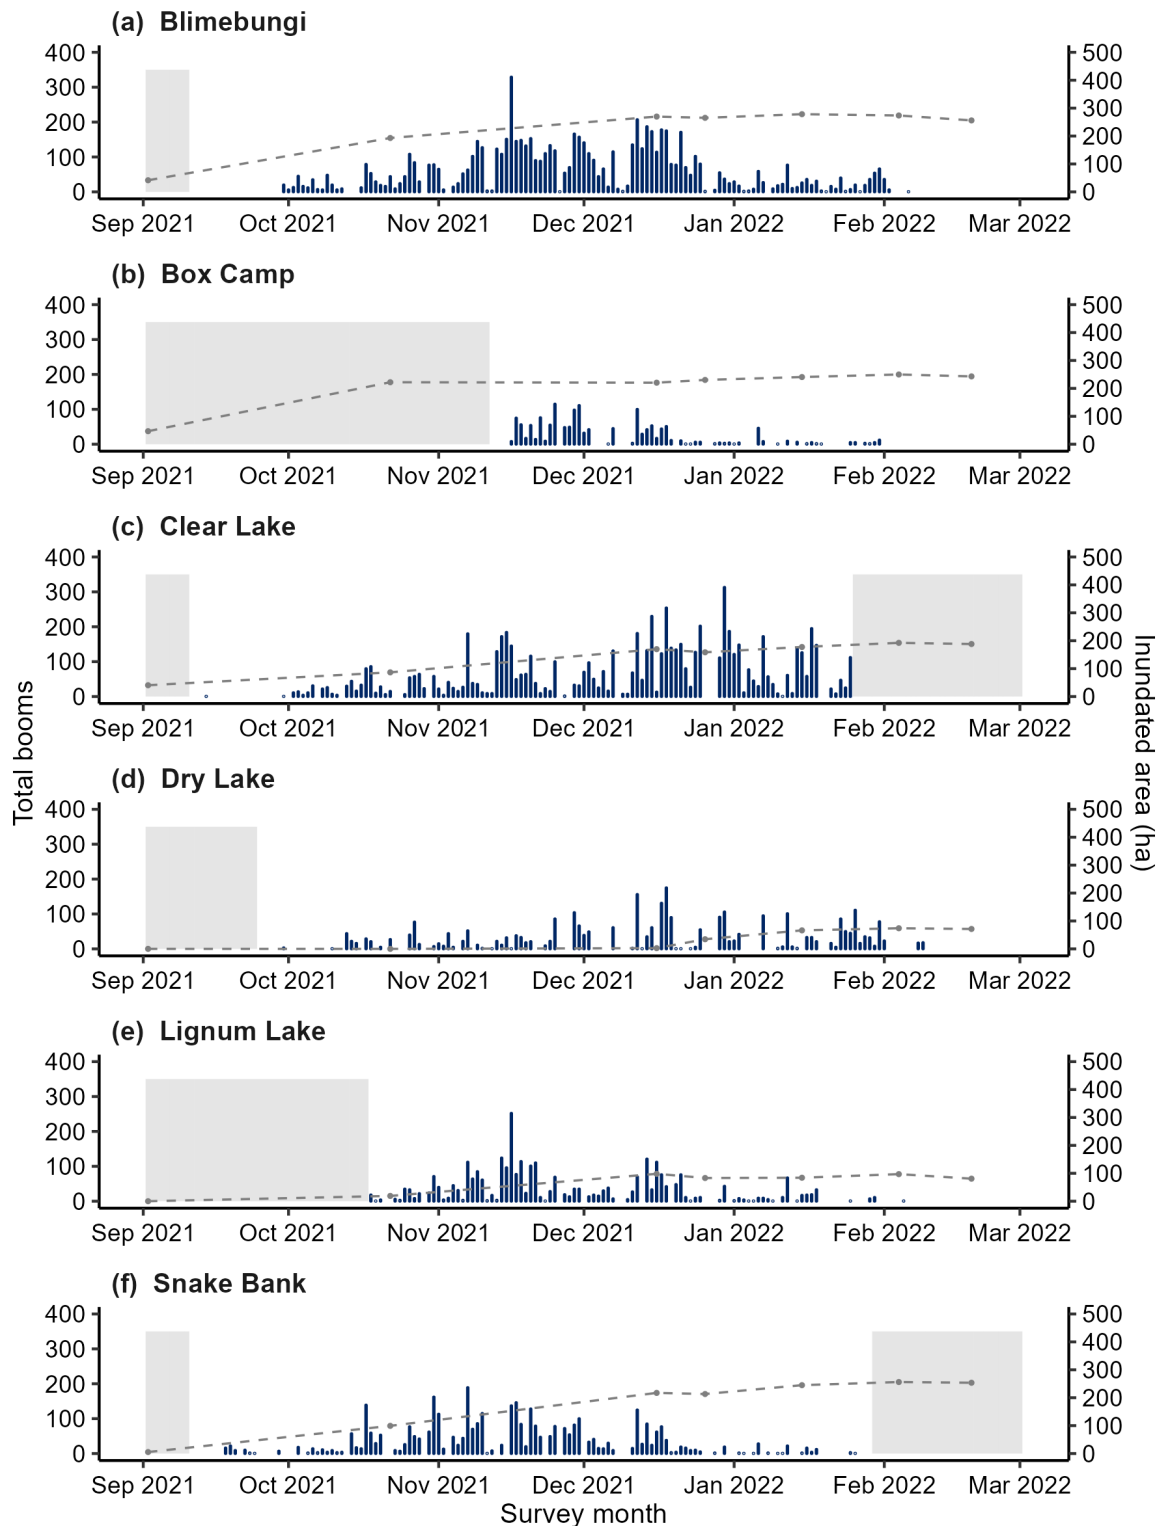 (a) Blimebungi
400 500
300 400
200 300
100 200
0 100
0
Sep 2021 Oct 2021 Nov 2021 Dec 2021 Jan 2022 Feb 2022 Mar 2022
(b) Box Camp
400 500
300 400
200 300
100 200
0 100
0
Sep 2021 Oct 2021 Nov 2021 Dec 2021 Jan 2022 Feb 2022 Mar 2022
(c) Clear Lake
400 500
300 400
200 300
100 200
0 100
0
Sep 2021 Oct 2021 Nov 2021 Dec 2021 Jan 2022 Feb 2022 Mar 2022
Total booms
Inundated area (ha)
(d) Dry Lake
400 500
300 400
200 300
100 200
0 100
0
Sep 2021 Oct 2021 Nov 2021 Dec 2021 Jan 2022 Feb 2022 Mar 2022
(e) Lignum Lake
400 500
300 400
200 300
100 200
0 100
0
Sep 2021 Oct 2021 Nov 2021 Dec 2021 Jan 2022 Feb 2022 Mar 2022
(f) Snake Bank
400 500
300 400
200 300
100 200
0 100
0
Sep 2021 Oct 2021 Nov 2021 Dec 2021 Jan 2022 Feb 2022 Mar 2022
Survey month